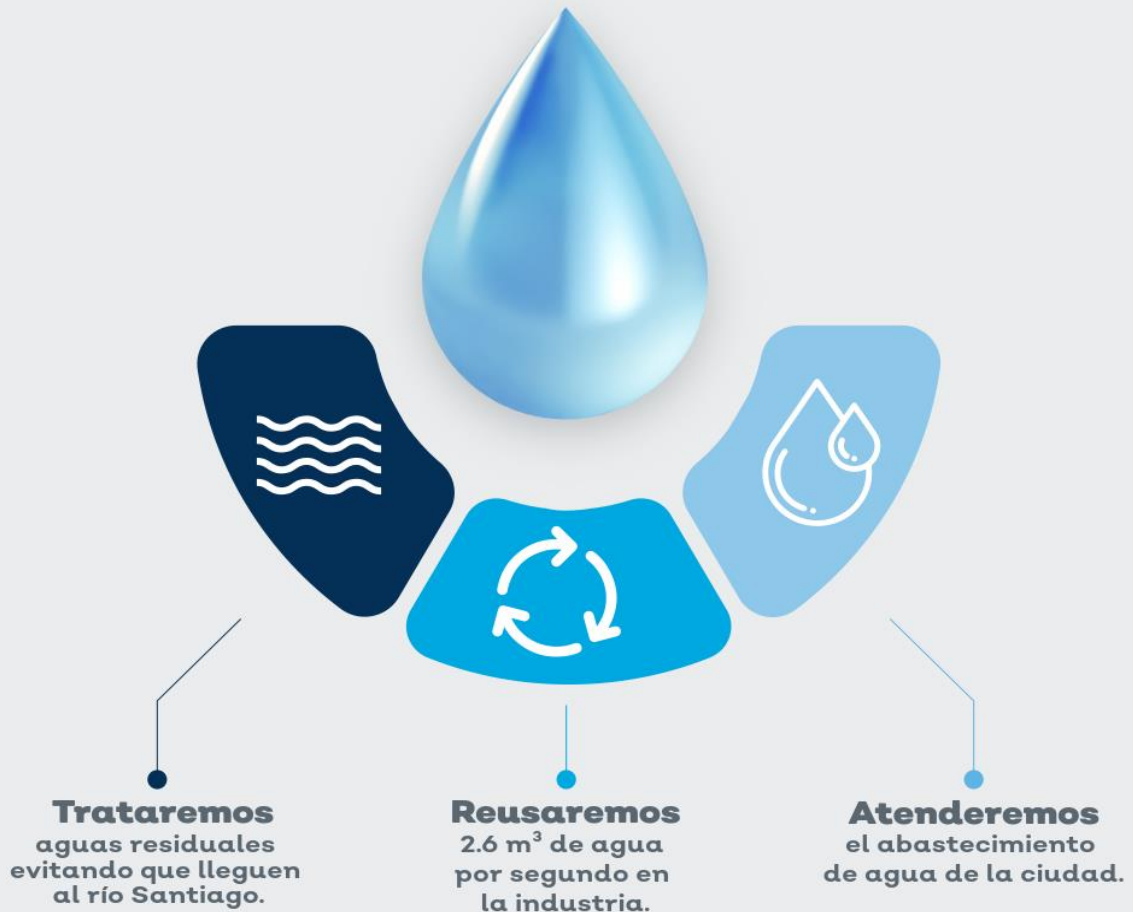 Trataremos
aguas residuales
evitando que lleguen
al río Santiago.
Reusaremos
2.6 m³ de agua
por segundo en
la industria.
Atenderemos
el abastecimiento
de agua de la ciudad.